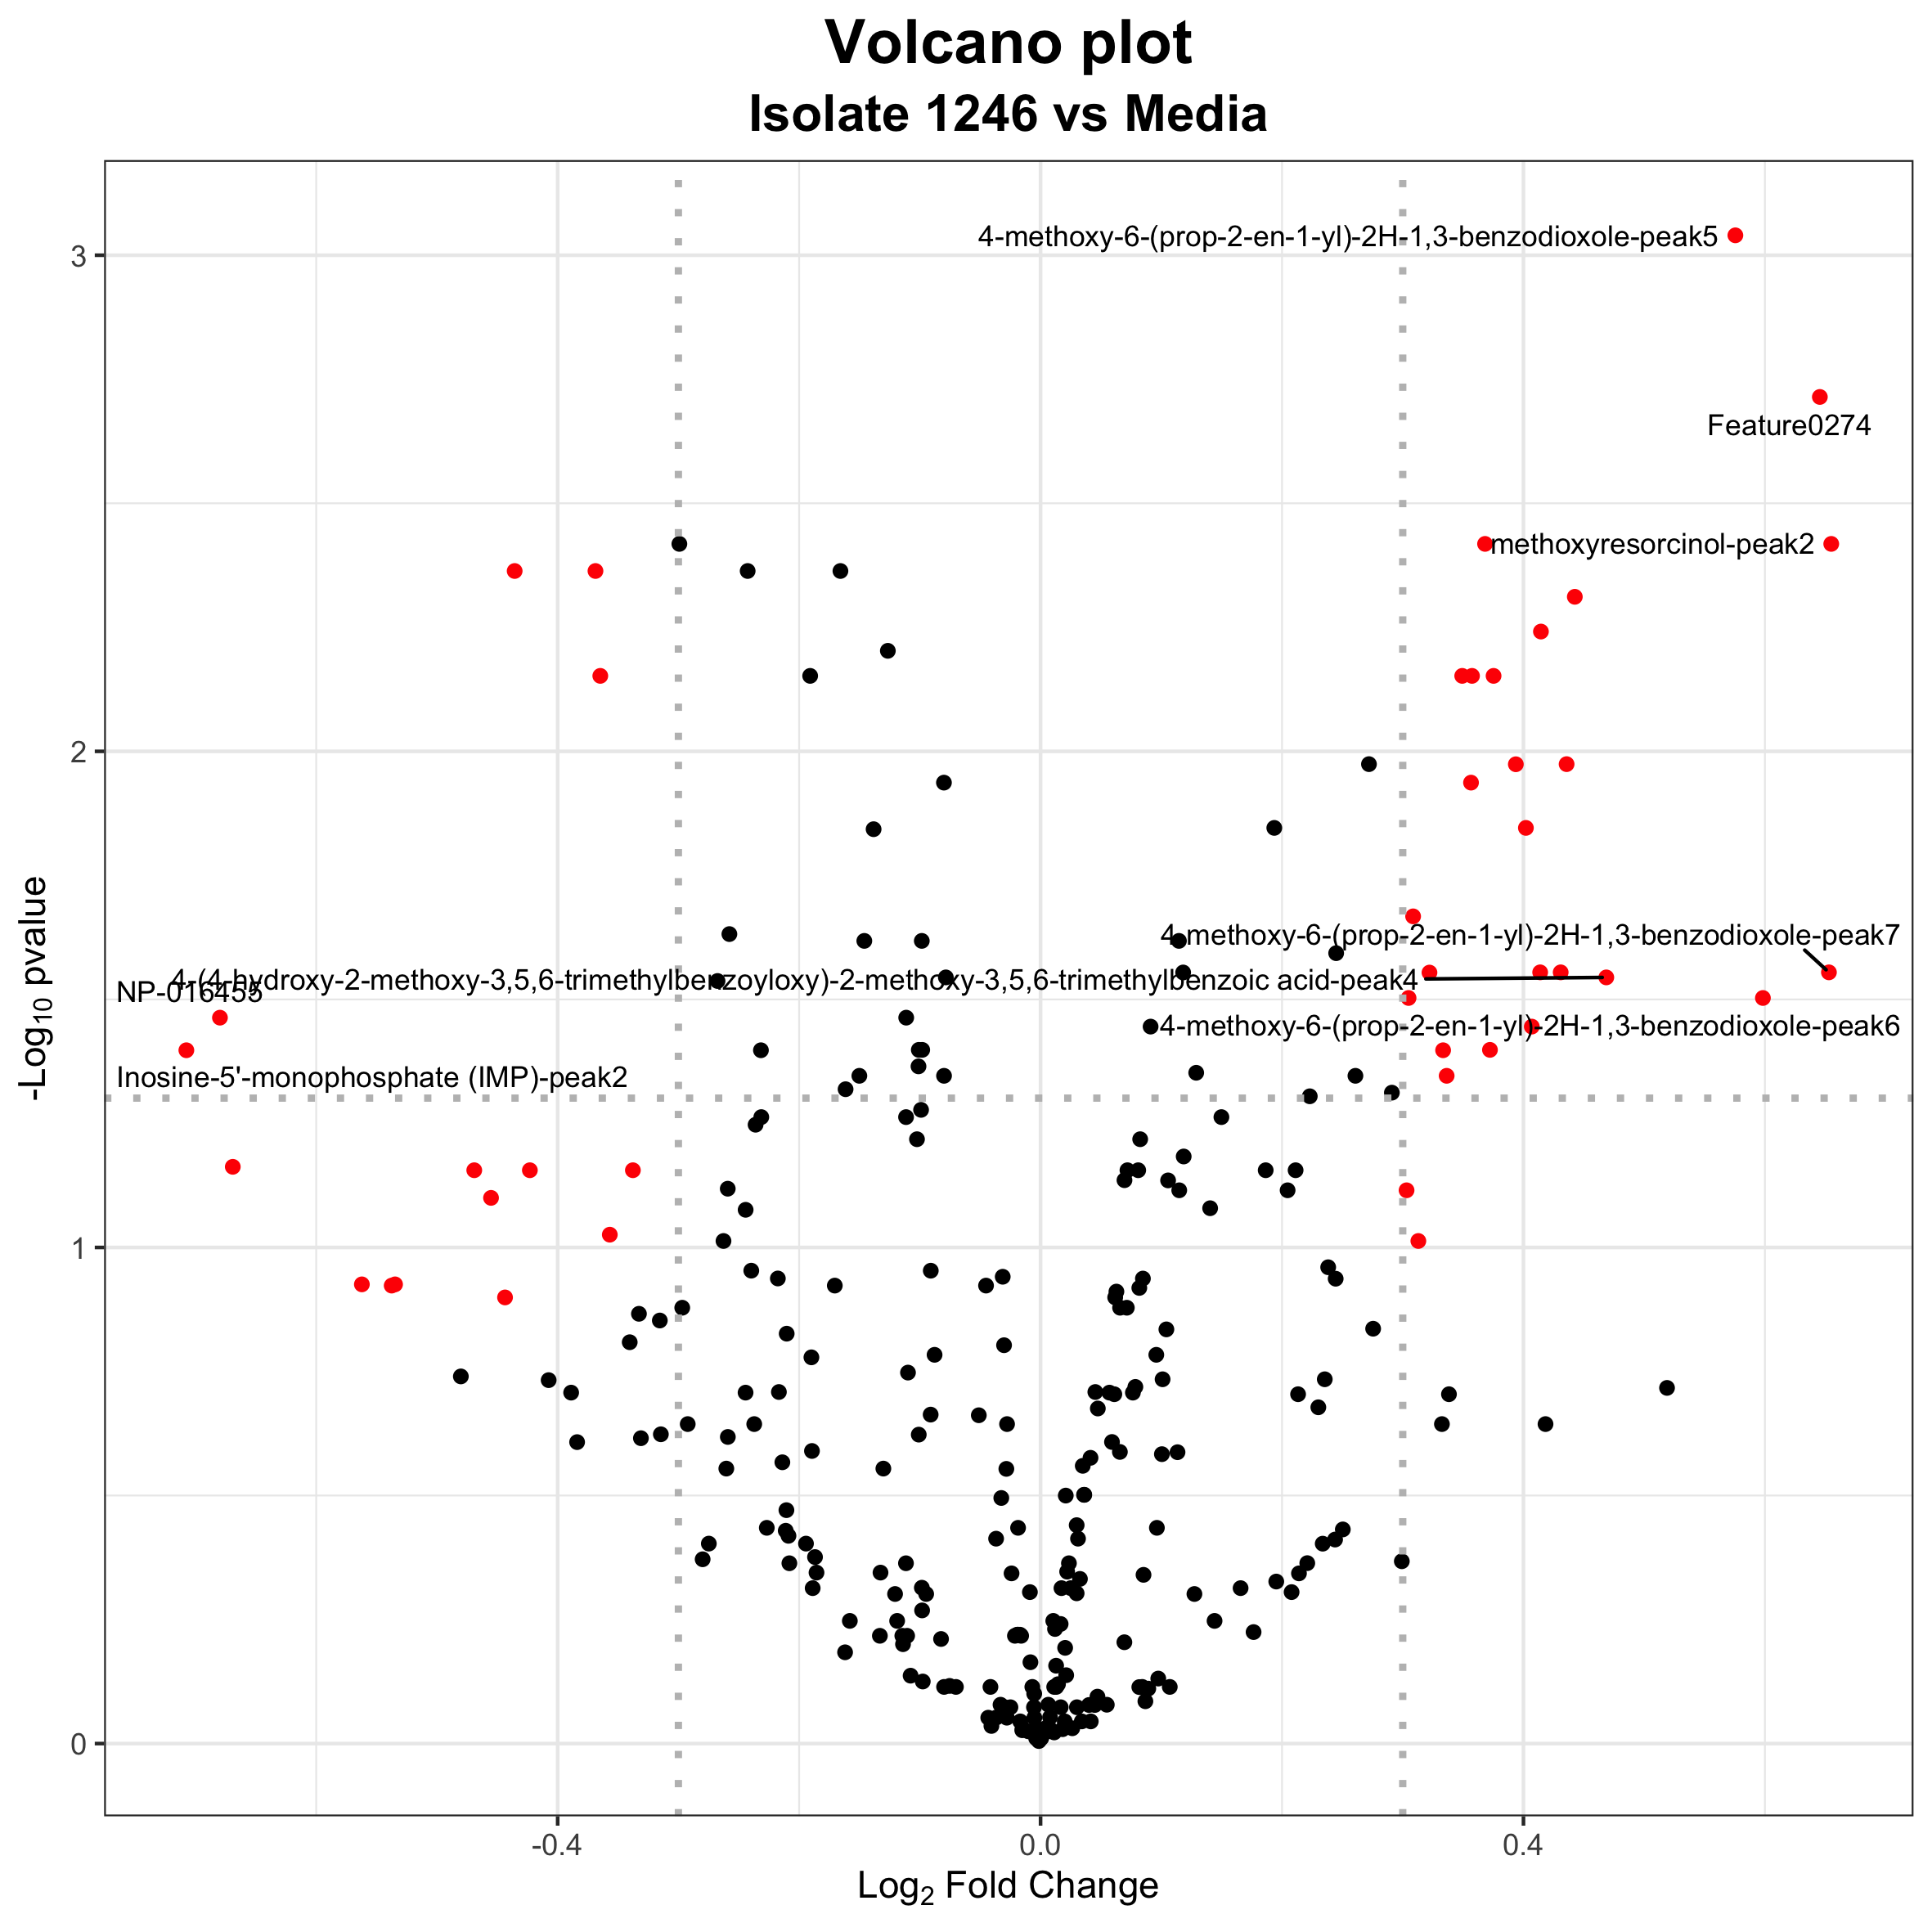 Volcano plot
Isolate 1246 vs Media
4-methoxy-6-(prop-2-en-1-yl)-2H-1,3-benzodioxole-peak5
3
Feature0274
methoxyresorcinol-peak2
2
4-methoxy-6-(prop-2-en-1-yl)-2H-1,3-benzodioxole-peak7
4-(4-hydroxy-2-methoxy-3,5,6-trimethylbenzoyloxy)-2-methoxy-3,5,6-trimethylbenzoic acid-peak4
NP-016455
4-methoxy-6-(prop-2-en-1-yl)-2H-1,3-benzodioxole-peak6
Inosine-5'-monophosphate (IMP)-peak2
-Log10 pvalue
1
0
-0.4 0.0 0.4
Log2 Fold Change